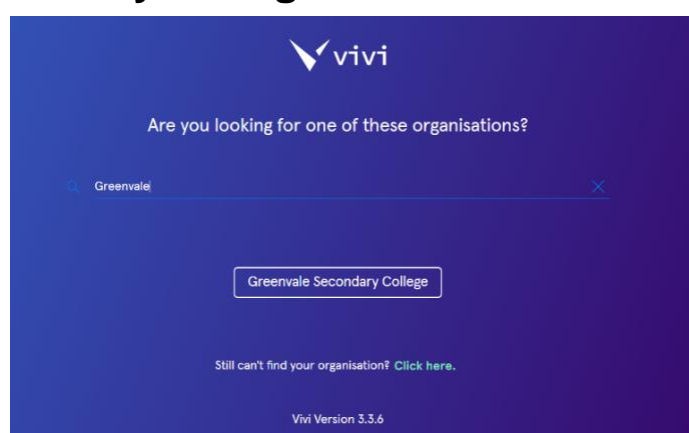 vivi
Are you looking for one of these organisations?
Greenvale
Greenvale Secondary College
Still can't find your organisation? Click here.
Vivi Version 3.3.6